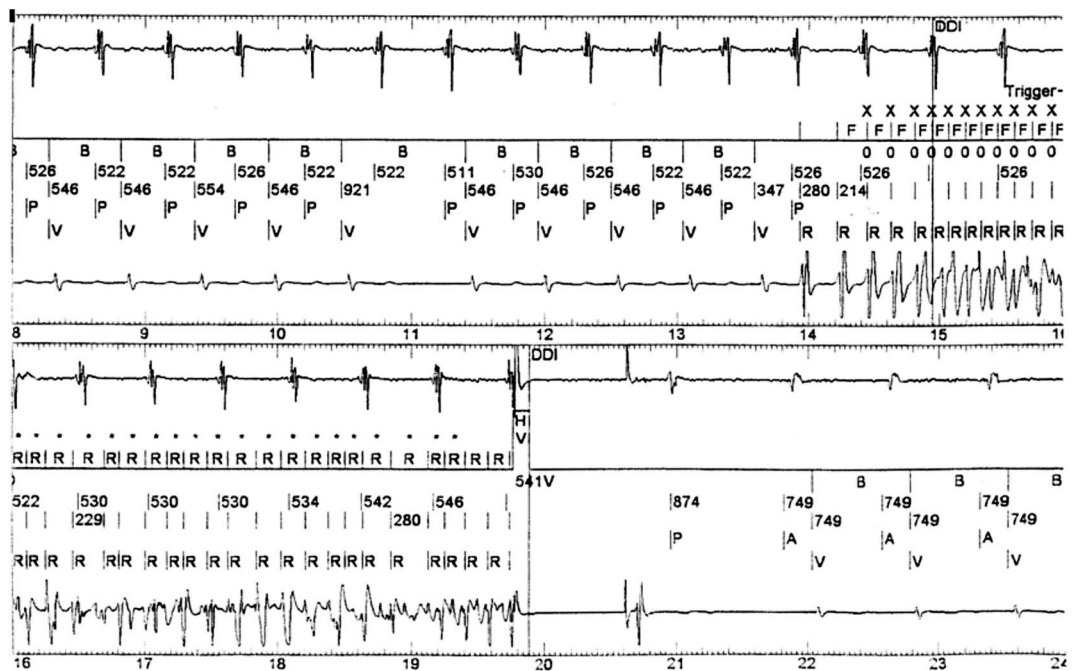 DDI
Trigger-
X X X X X X X X X X X X
F F F F F F F F F F F F
B B B B B B B B B B 0 0 0 0 0 0 0 0 0 0 0 0
526 522 522 526 522 522 511 530 526 522 522 526 526 526
546 546 554 546 921 546 546 546 546 347 280 214
P P P P P P P P P P P
V V V V V V V V V V R R R R R R R R R R R R R
8 9 10 11 12 13 14 15
DDI
H
* * * * * * * * * * * * * * * * * * * *
V
R R R R R R R R R R R R R R R R R R R R R R
541V B B B
522 530 530 530 534 542 546 874 749 749 749
229 280 749 749 749
P A A A
R R R R R R R R R R R R R R R R R R R R R R V V V
16 17 18 19 20 21 22 23 24